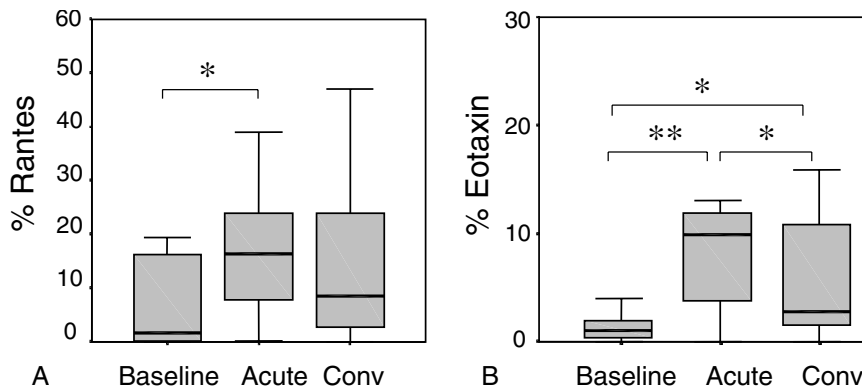 % Rantes
60
50
40
30
20
10
0
*
A
Baseline Acute Conv
% Eotaxin
30
20
10
0
*
** *
B
Baseline Acute Conv